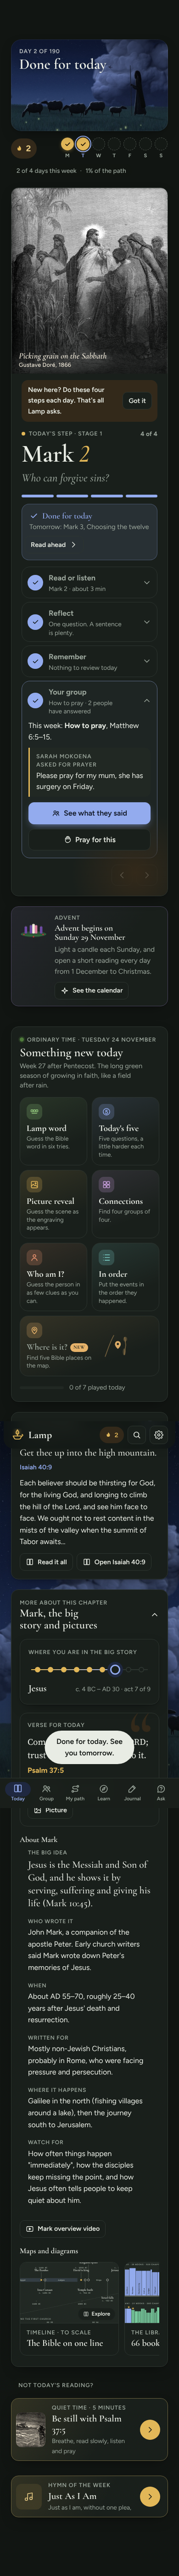 DAY 2 OF 190
Done for today
2
M T W T F S S
2 of 4 days this week · 1% of the path
Picking grain on the Sabbath
Gustave Doré, 1866
New here? Do these four
steps each day. That's all
Lamp asks.
Got it
TODAY'S STEP · STAGE 1
4 of 4
Mark 2
Who can forgive sins?
Done for today
Tomorrow: Mark 3, Choosing the twelve
Read ahead
Read or listen
Mark 2 · about 3 min
Reflect
One question. A sentence
is plenty.
Remember
Nothing to review today
Your group
How to pray · 2 people
have answered
This week: How to pray, Matthew
6:5–15.
SARAH MOKOENA
ASKED FOR PRAYER
Please pray for my mum, she has
surgery on Friday.
See what they said
Pray for this
ADVENT
Advent begins on
Sunday 29 November
Light a candle each Sunday, and
open a short reading every day
from 1 December to Christmas.
See the calendar
ORDINARY TIME · TUESDAY 24 NOVEMBER
Something new today
Week 27 after Pentecost. The long green
season of growing in faith, like a field
after rain.
Lamp word
Guess the Bible
word in six tries.
Today's five
Five questions, a
little harder each
time.
Picture reveal
Guess the scene as
the engraving
appears.
Connections
Find four groups of
four.
Who am I?
Guess the person in
as few clues as you
can.
In order
Put the events in
the order they
happened.
Where is it? NEW
Find five Bible places on
the map.
0 of 7 played today
Lamp
2
Get thee up into the high mountain.
Isaiah 40:9
Each believer should be thirsting for God,
for the living God, and longing to climb
the hill of the Lord, and see him face to
face. We ought not to rest content in the
mists of the valley when the summit of
Tabor awaits…
Read it all
Open Isaiah 40:9
MORE ABOUT THIS CHAPTER
Mark, the big
story and pictures
WHERE YOU ARE IN THE BIG STORY
Jesus
c. 4 BC – AD 30 · act 7 of 9
VERSE FOR TODAY
Psalm 37:5
Done for today. See
you tomorrow.
Today
Group
My path
Learn
Journal
Ask
Picture
About Mark
THE BIG IDEA
Jesus is the Messiah and Son of
God, and he shows it by
serving, suffering and giving his
life (Mark 10:45).
WHO WROTE IT
John Mark, a companion of the
apostle Peter. Early church writers
said Mark wrote down Peter's
memories of Jesus.
WHEN
About AD 55–70, roughly 25–40
years after Jesus' death and
resurrection.
WRITTEN FOR
Mostly non-Jewish Christians,
probably in Rome, who were facing
pressure and persecution.
WHERE IT HAPPENS
Galilee in the north (fishing villages
around a lake), then the journey
south to Jerusalem.
WATCH FOR
How often things happen
"immediately", how the disciples
keep missing the point, and how
Jesus often tells people to keep
quiet about him.
Mark overview video
Maps and diagrams
Explore
TIMELINE · TO SCALE
The Bible on one line
THE LIBR
66 book
NOT TODAY'S READING?
QUIET TIME · 5 MINUTES
Be still with Psalm
37:5
Breathe, read slowly, listen
and pray
HYMN OF THE WEEK
Just As I Am
Just as I am, without one plea,